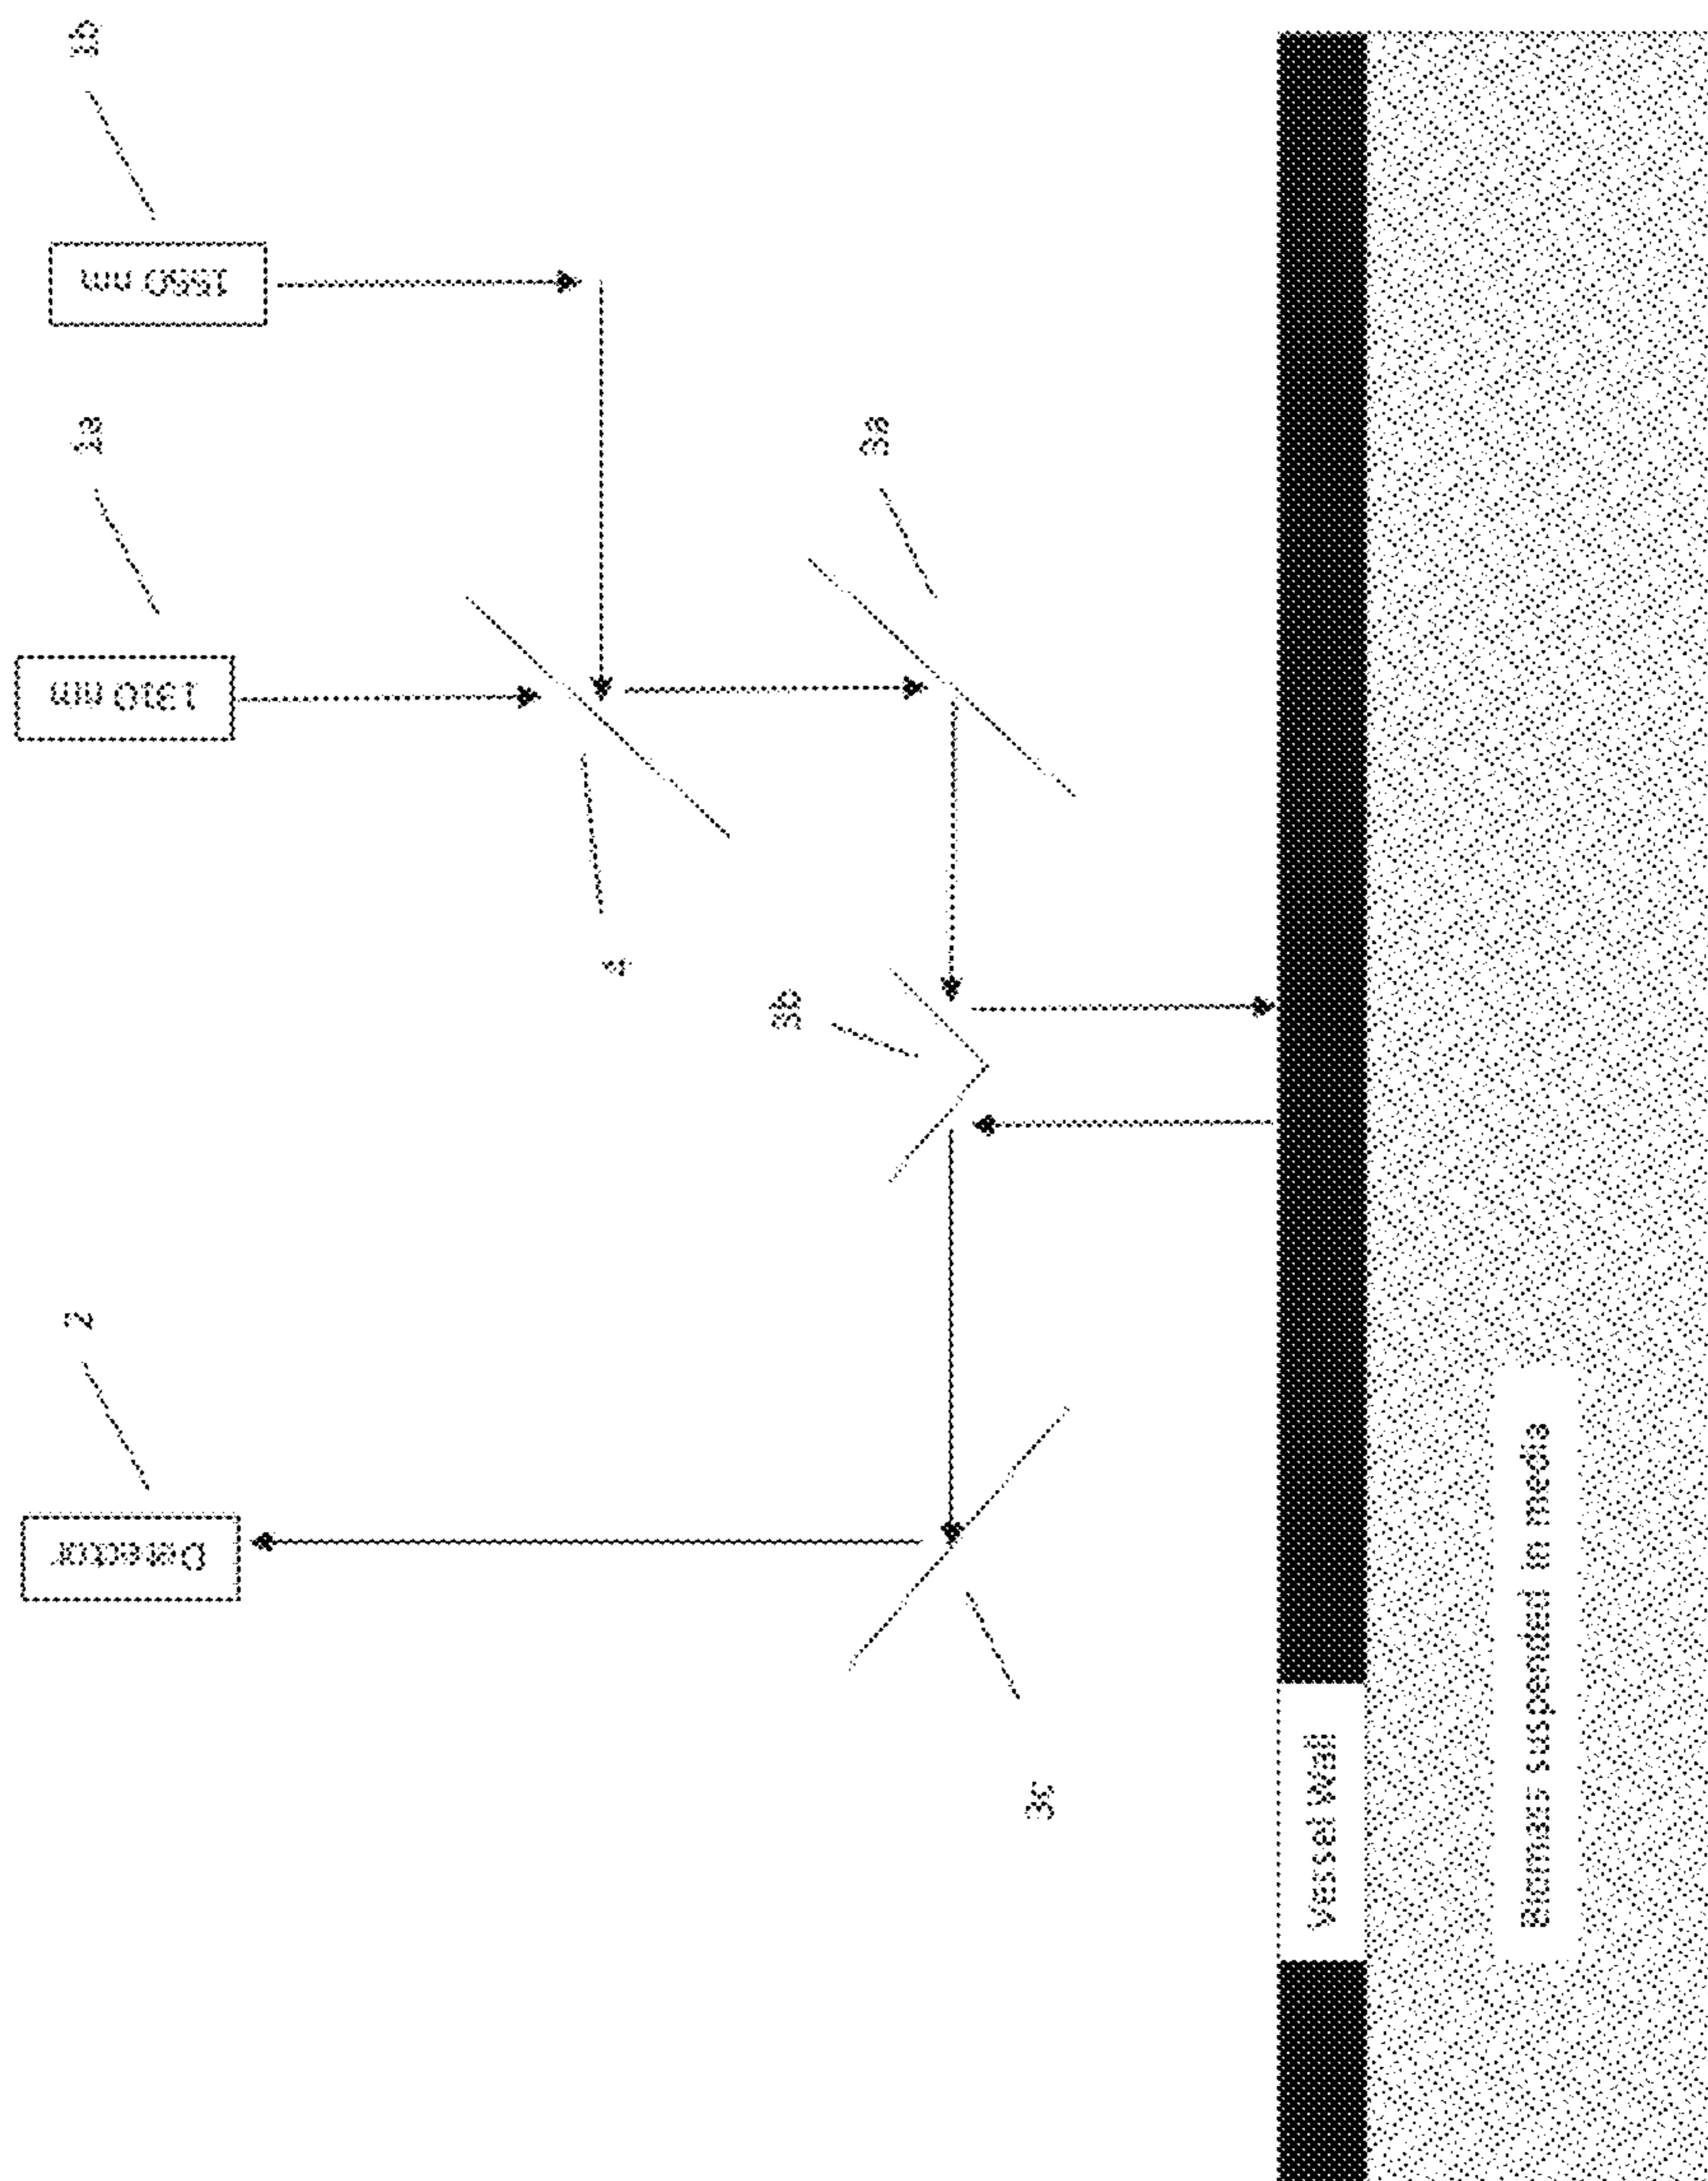 2
1a
1b
Detector
1310 nm
1550 nm
4
3b
3a
3c
Vessel Wall
Biomass suspended in media